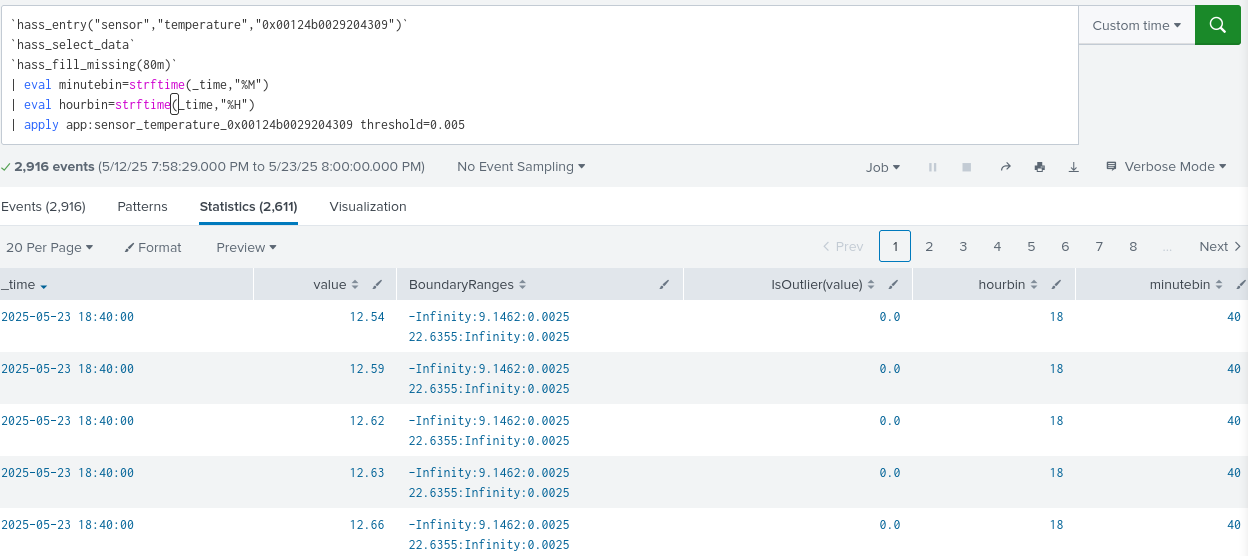 `hass_entry("sensor","temperature","0x00124b0029204309")`
Custom time
`hass_select_data`
`hass_fill_missing(80m)`
| eval minutebin=strftime(_time,"%M")
| eval hourbin=strftime(_time,"%H")
| apply app:sensor_temperature_0x00124b0029204309 threshold=0.005
2,916 events (5/12/25 7:58:29.000 PM to 5/23/25 8:00:00.000 PM) No Event Sampling Job Verbose Mode
Events (2,916) Patterns Statistics (2,611) Visualization
20 Per Page Format Preview Prev 1 2 3 4 5 6 7 8 ... Next
_time value BoundaryRanges IsOutlier(value) hourbin minutebin
2025-05-23 18:40:00 12.54 -Infinity:9.1462:0.0025 0.0 18 40
22.6355:Infinity:0.0025
2025-05-23 18:40:00 12.59 -Infinity:9.1462:0.0025 0.0 18 40
22.6355:Infinity:0.0025
2025-05-23 18:40:00 12.62 -Infinity:9.1462:0.0025 0.0 18 40
22.6355:Infinity:0.0025
2025-05-23 18:40:00 12.63 -Infinity:9.1462:0.0025 0.0 18 40
22.6355:Infinity:0.0025
2025-05-23 18:40:00 12.66 -Infinity:9.1462:0.0025 0.0 18 40
22.6355:Infinity:0.0025